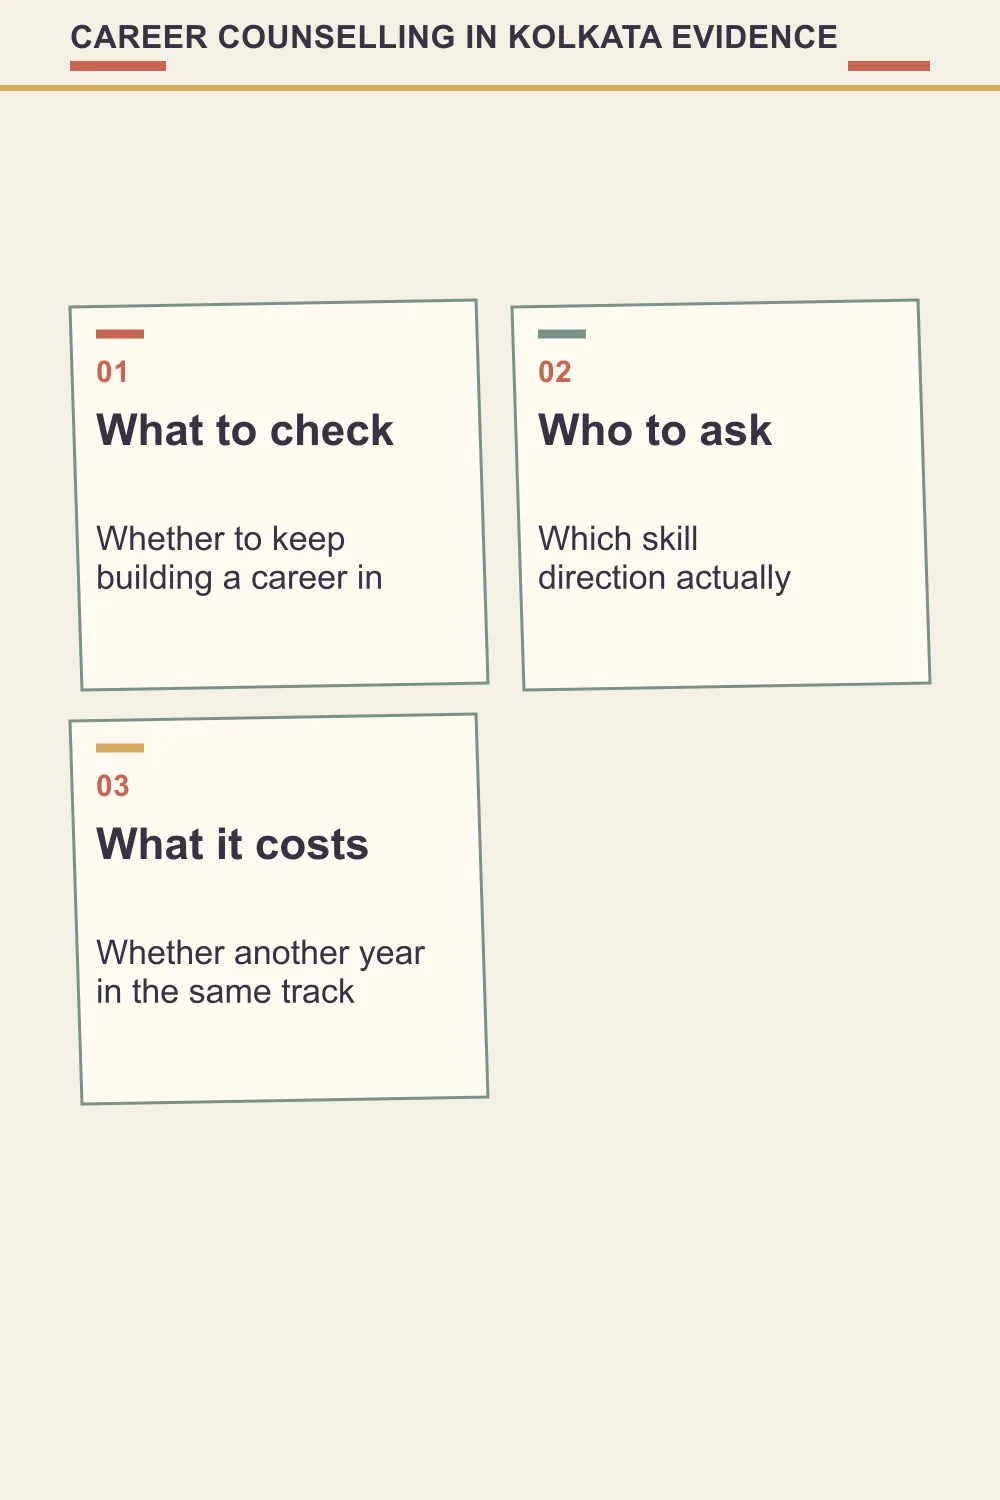 CAREER COUNSELLING IN KOLKATA EVIDENCE
01
What to check
Whether to keep
building a career in
02
Who to ask
Which skill
direction actually
03
What it costs
Whether another year
in the same track